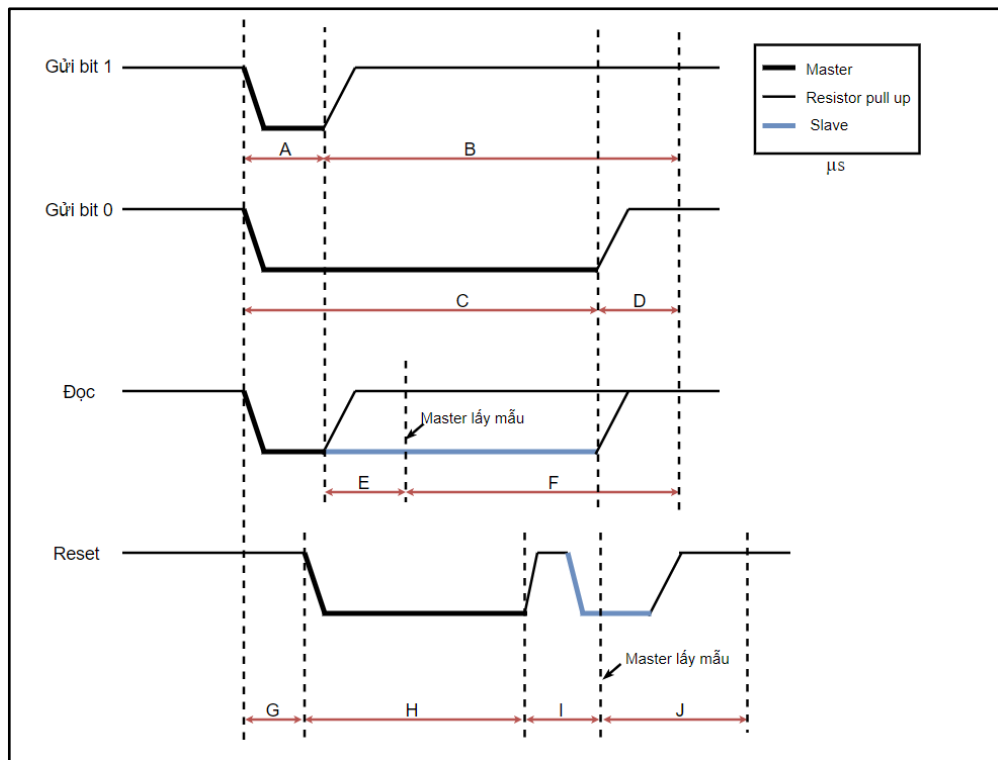 Gửi bit 1
Master
Resistor pull up
Slave
µs
A
B
Gửi bit 0
C
D
Đọc
Master lấy mẫu
E
F
Reset
Master lấy mẫu
G
H
I
J